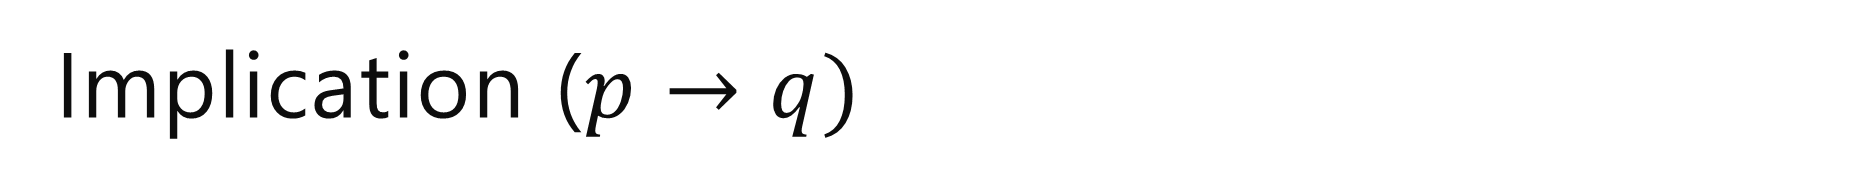 Implication (p → q)